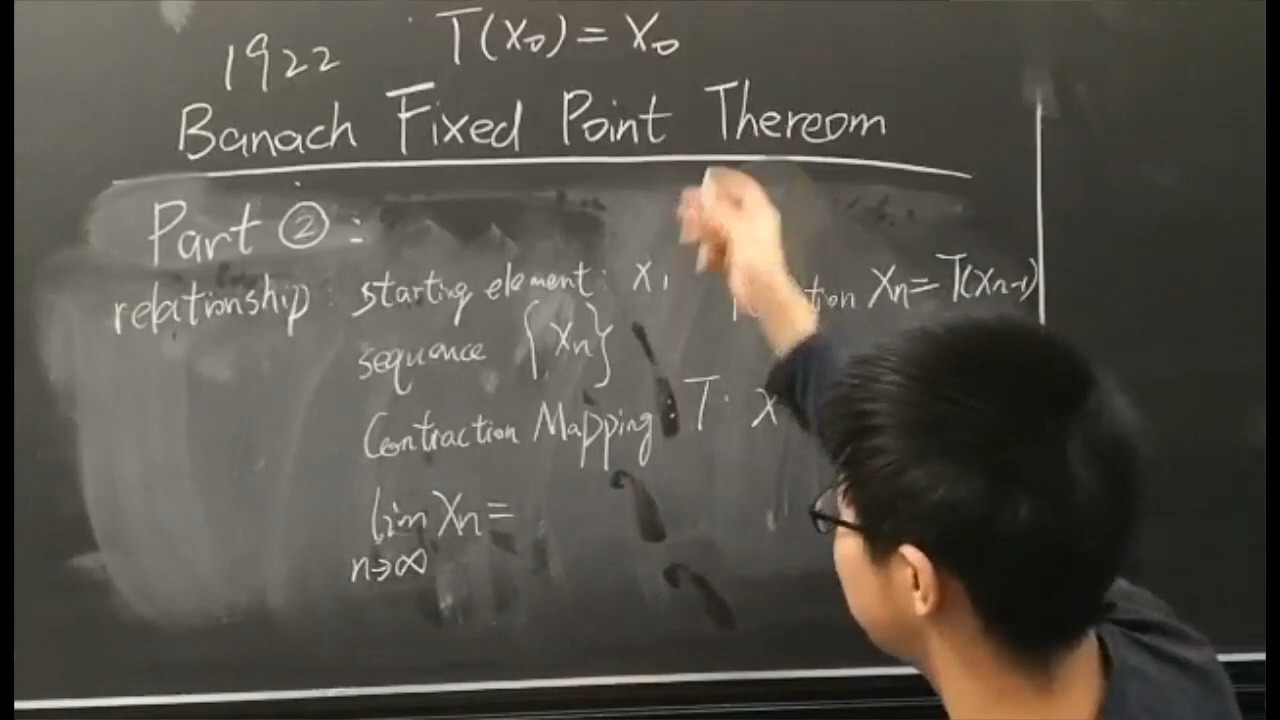 1922 T(x₀) = x₀
Banach Fixed Point Thereom
Part ② :
relationship: starting element: x₁ Xn=T(Xn-1)
sequence {Xn}
Contraction Mapping T: X
lim Xn=
n→∞